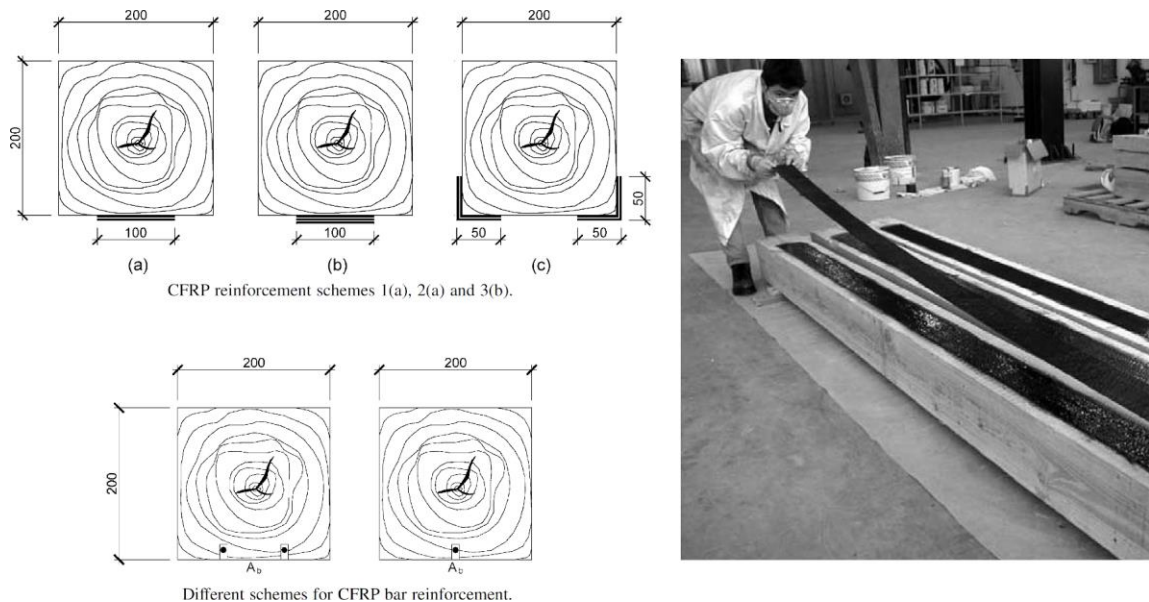 200 200 200
200
100 100 50 50 50
(a) (b) (c)
CFRP reinforcement schemes 1(a), 2(a) and 3(b).
200 200
200
A_b A_b
Different schemes for CFRP bar reinforcement.